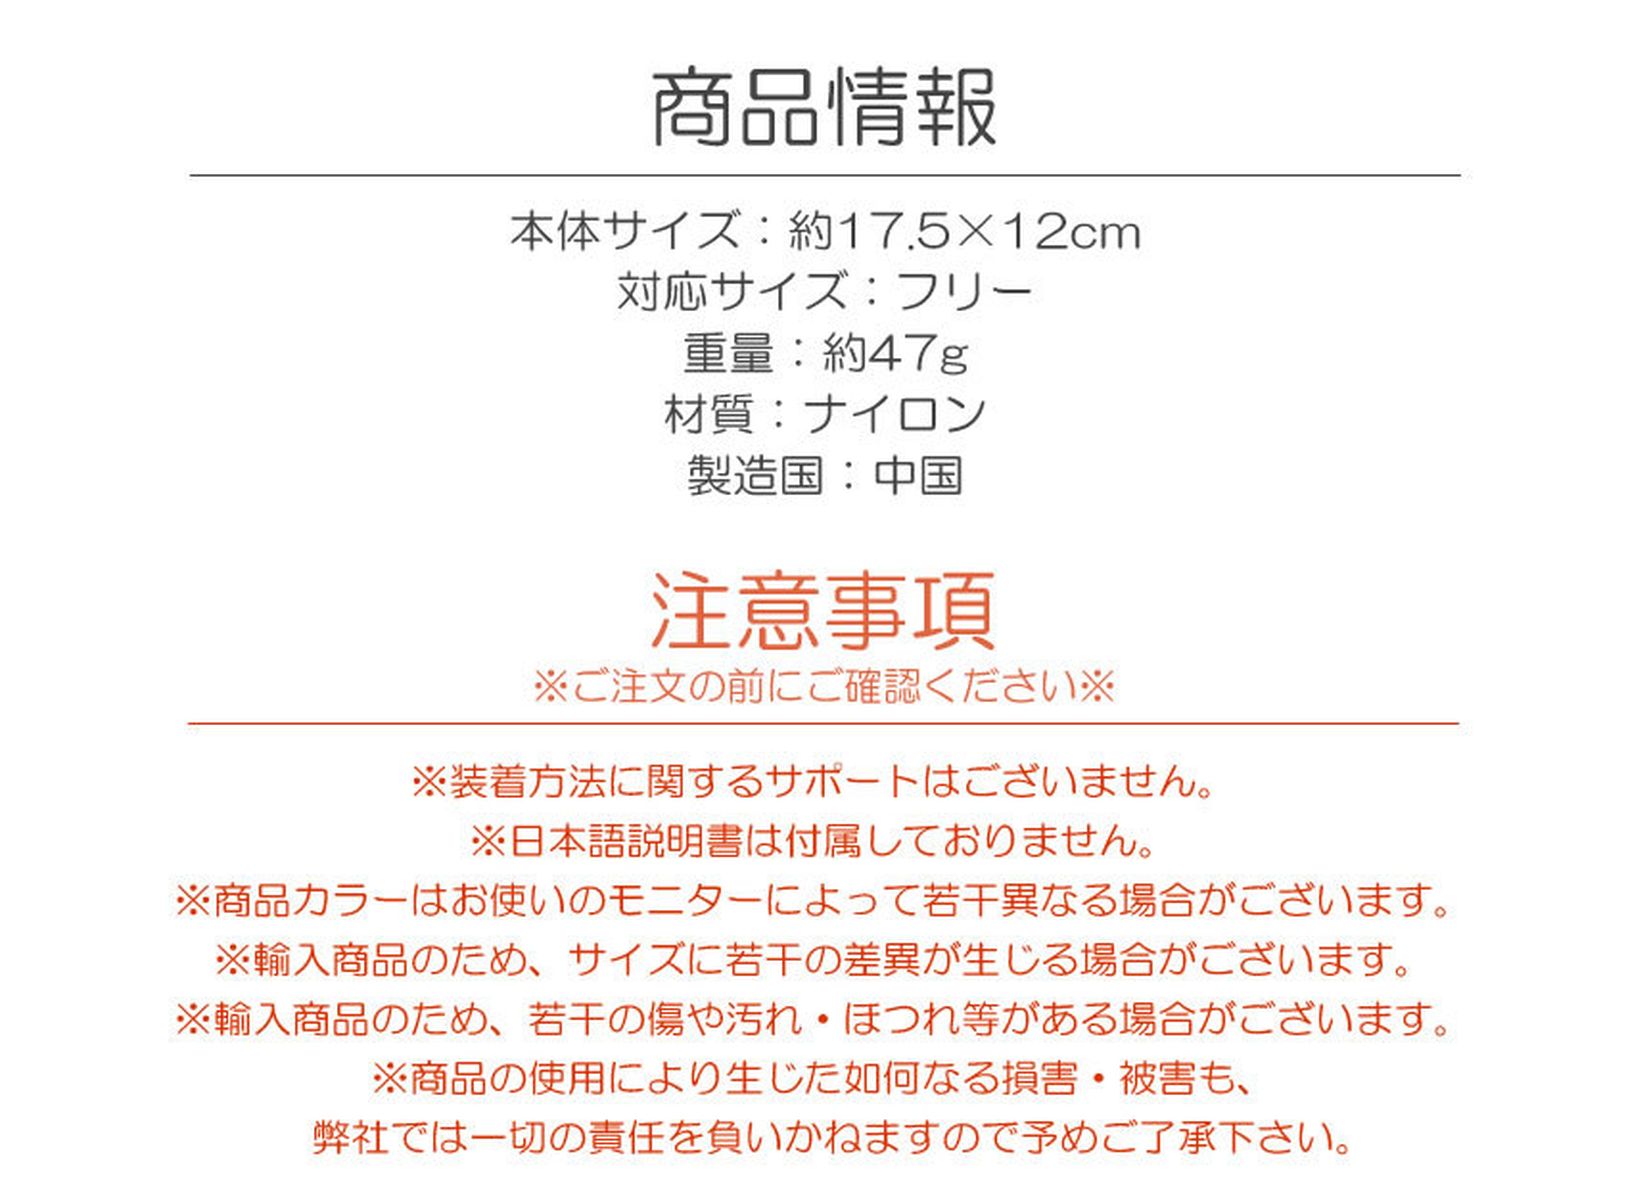 商品情報
本体サイズ：約17.5×12cm
対応サイズ：フリー
重量：約47g
材質：ナイロン
製造国：中国
注意事項
※ご注文の前にご確認ください※
※装着方法に関するサポートはございません。
※日本語説明書は付属しておりません。
※商品カラーはお使いのモニターによって若干異なる場合がございます。
※輸入商品のため、サイズに若干の差異が生じる場合がございます。
※輸入商品のため、若干の傷や汚れ・ほつれ等がある場合がございます。
※商品の使用により生じた如何なる損害・被害も、
弊社では一切の責任を負いかねますので予めご了承下さい。